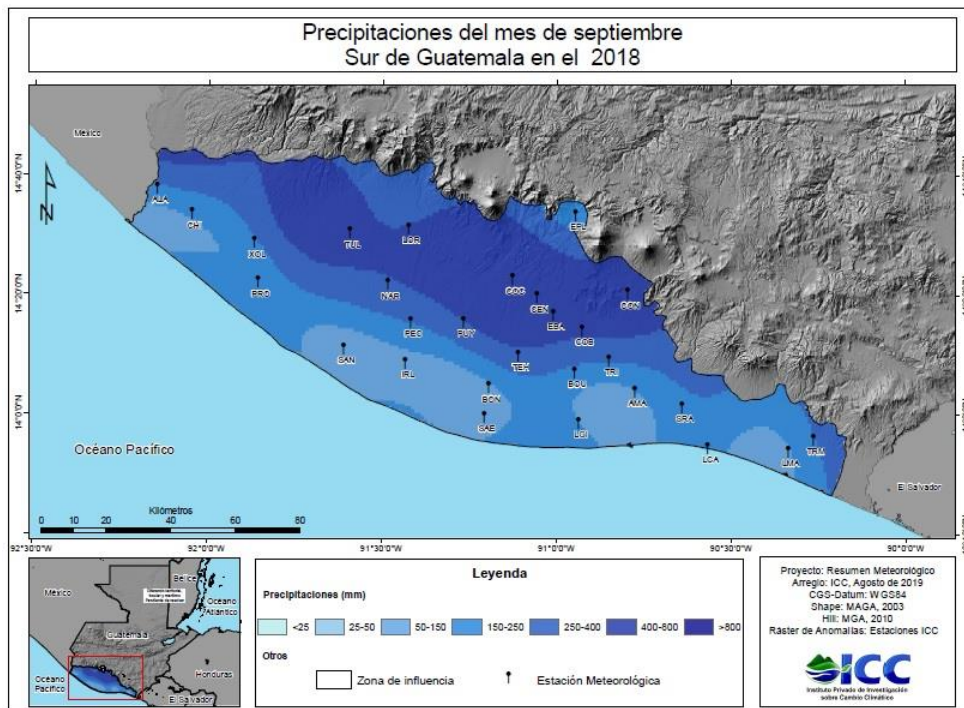 Precipitaciones del mes de septiembre
Sur de Guatemala en el 2018
México
14°40'0"N
14°20'0"N
14°0'0"N
ALA
CHI
XOL
TUL
LOR
EPL
PRO
NAR
COC
CEN
CON
ESA
PEC
PUY
COB
SAN
IRL
TEH
BOU
TRI
BON
AMA
SRA
SAE
LGI
LCA
LMA
TRM
Océano Pacífico
El Salvador
Kilómetros
0 10 20 40 60 80
92°30'0"W 92°0'0"W 91°30'0"W 91°0'0"W 90°30'0"W 90°0'0"W
México
Belice
Océano
Atlántico
Guatemala
Océano
Pacífico
Honduras
El Salvador
Leyenda
Precipitaciones (mm)
<25 25-50 50-150 150-250 250-400 400-800 >800
Otros
Zona de influencia
Estación Meteorológica
Proyecto: Resumen Meteorológico
Arreglo: ICC, Agosto de 2019
CGS-Datum: WGS84
Shape: MAGA, 2003
Hill: MGA, 2010
Ráster de Anomalías: Estaciones ICC
ICC
Instituto Privado de Investigación
sobre Cambio Climático